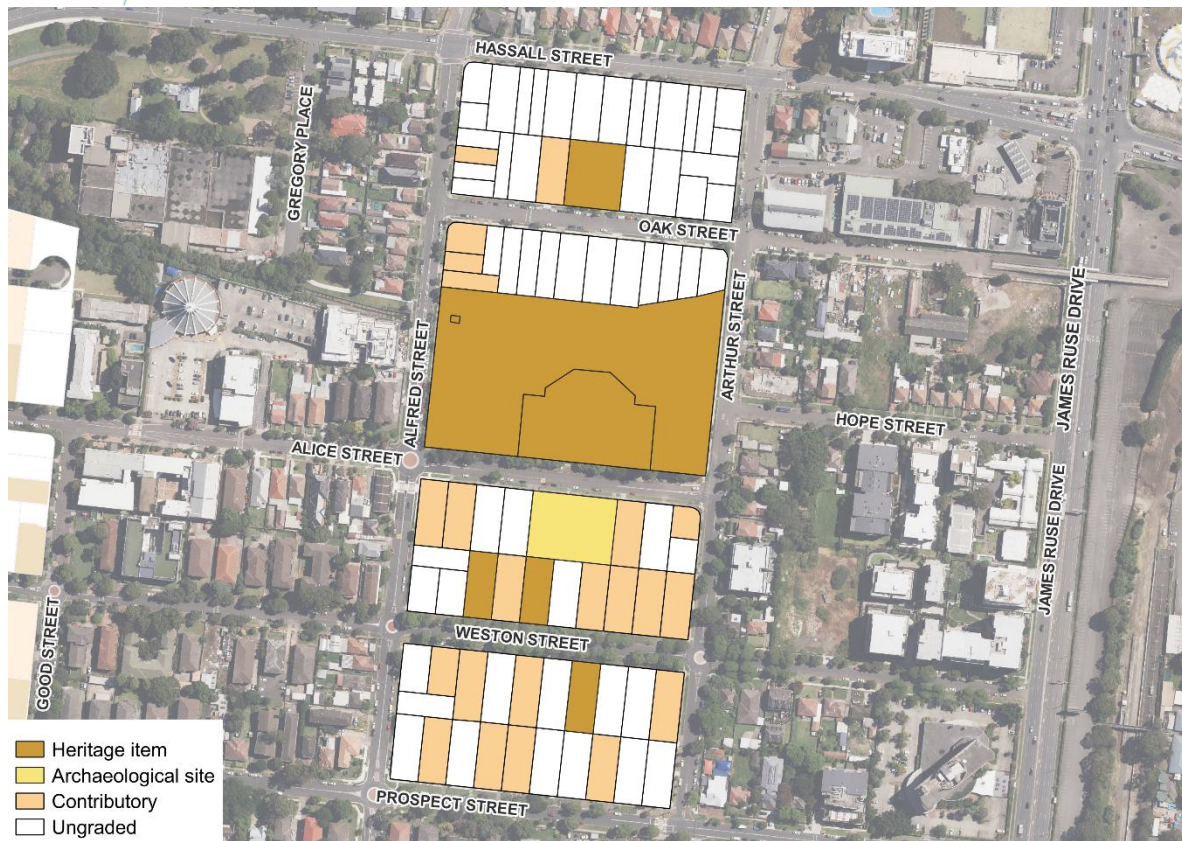 HASSALL STREET
GREGORY PLACE
OAK STREET
ALFRED STREET
ARTHUR STREET
JAMES RUSE DRIVE
HOPE STREET
ALICE STREET
JAMES RUSE DRIVE
WESTON STREET
GOOD STREET
PROSPECT STREET
Heritage item
Archaeological site
Contributory
Ungraded